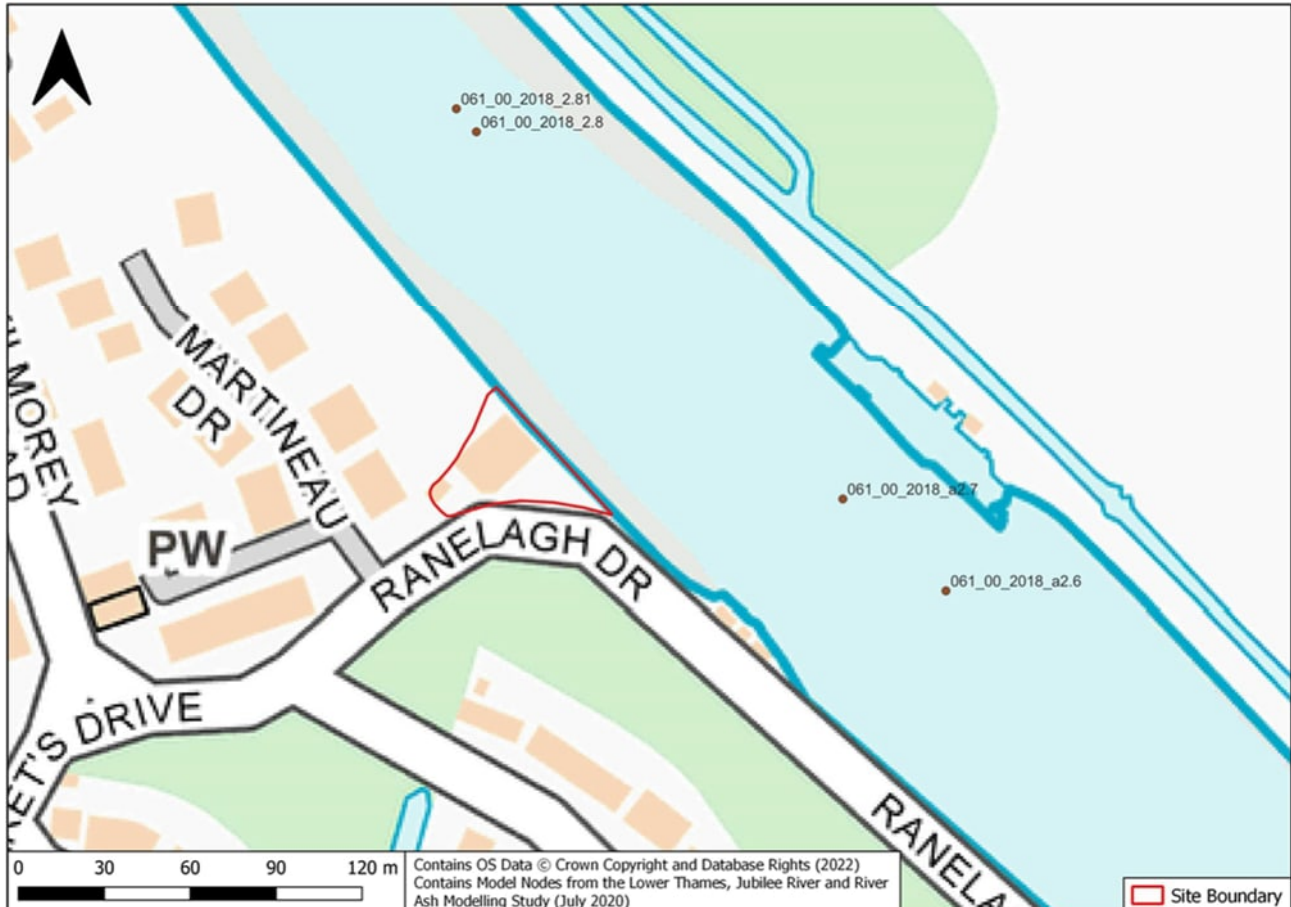 061_00_2018_2.81
061_00_2018_2.8
MARTINEAU
DR
061_00_2018_a2.7
PW
RANELAGH DR
061_00_2018_a2.6
DRIVE
0 30 60 90 120 m
Contains OS Data © Crown Copyright and Database Rights (2022)
Contains Model Nodes from the Lower Thames, Jubilee River and River
Ash Modelling Study (July 2020)
RANELA
Site Boundary